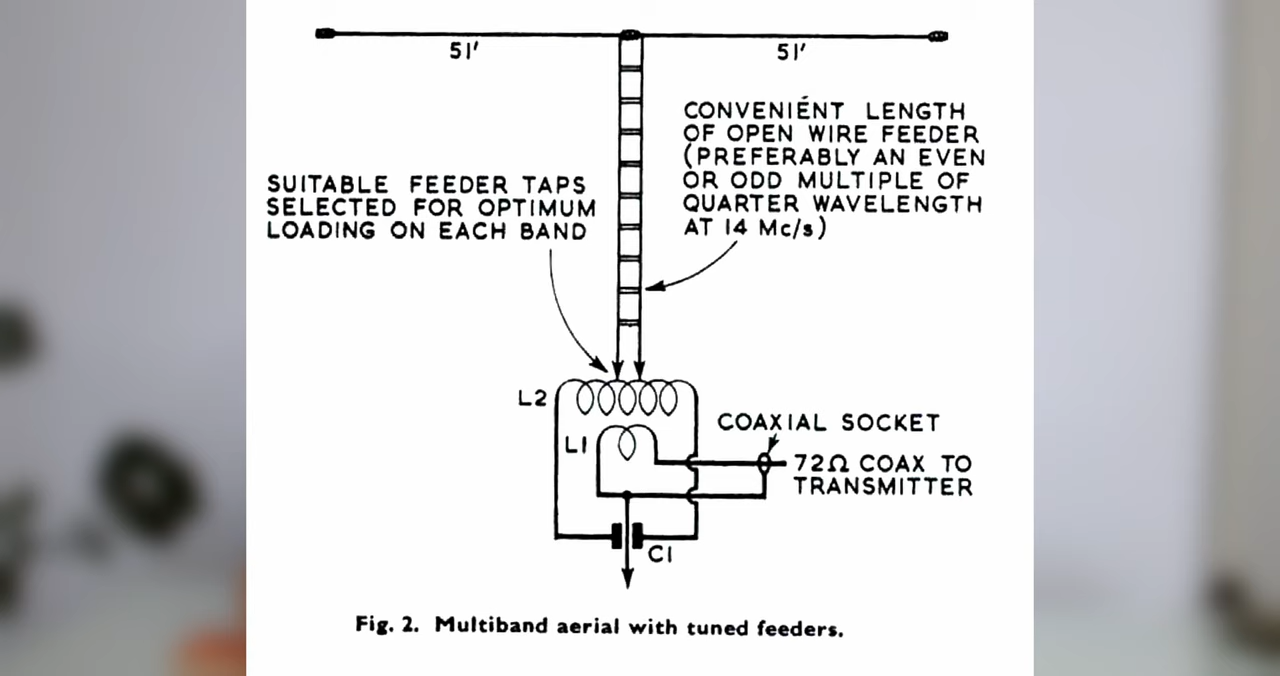 51′ 51′
CONVENIÉNT LENGTH
OF OPEN WIRE FEEDER
(PREFERABLY AN EVEN
OR ODD MULTIPLE OF
QUARTER WAVELENGTH
AT 14 Mc/s)
SUITABLE FEEDER TAPS
SELECTED FOR OPTIMUM
LOADING ON EACH BAND
L2
L1
COAXIAL SOCKET
72Ω COAX TO
TRANSMITTER
C1
Fig. 2. Multiband aerial with tuned feeders.